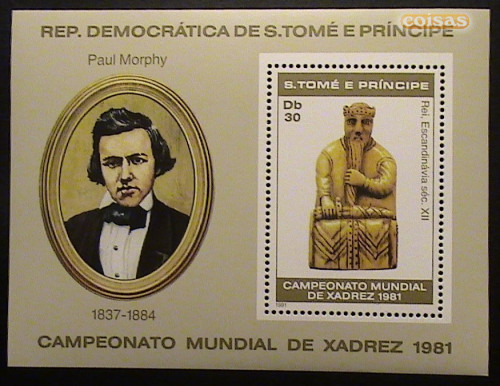 coisas
REP. DEMOCRÁTICA DE S.TOMÉ E PRÍNCIPE
Paul Morphy
1837-1884
S.TOMÉ E PRÍNCIPE
Db
30
Rei, Escandinávia séc. XII
CAMPEONATO MUNDIAL
DE XADREZ 1981
1981
CAMPEONATO MUNDIAL DE XADREZ 1981